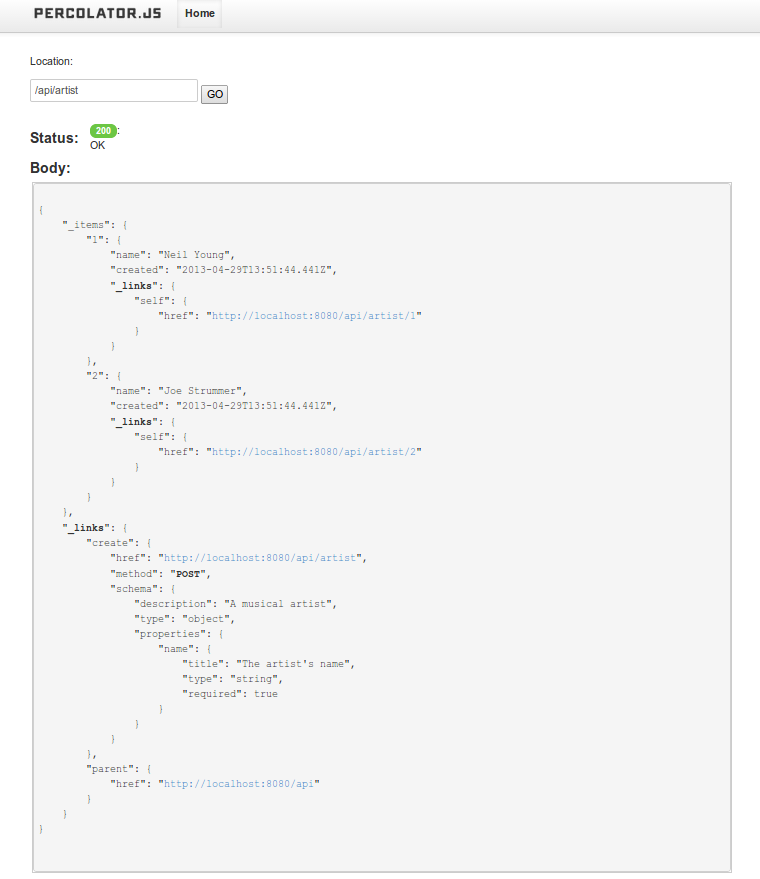 PERCOLATOR.JS Home
Location:
/api/artist GO
Status: 200 :
OK
Body:
{
    "_items": {
        "1": {
            "name": "Neil Young",
            "created": "2013-04-29T13:51:44.441Z",
            "_links": {
                "self": {
                    "href": "http://localhost:8080/api/artist/1"
                }
            }
        },
        "2": {
            "name": "Joe Strummer",
            "created": "2013-04-29T13:51:44.441Z",
            "_links": {
                "self": {
                    "href": "http://localhost:8080/api/artist/2"
                }
            }
        }
    },
    "_links": {
        "create": {
            "href": "http://localhost:8080/api/artist",
            "method": "POST",
            "schema": {
                "description": "A musical artist",
                "type": "object",
                "properties": {
                    "name": {
                        "title": "The artist's name",
                        "type": "string",
                        "required": true
                    }
                }
            }
        },
        "parent": {
            "href": "http://localhost:8080/api"
        }
    }
}